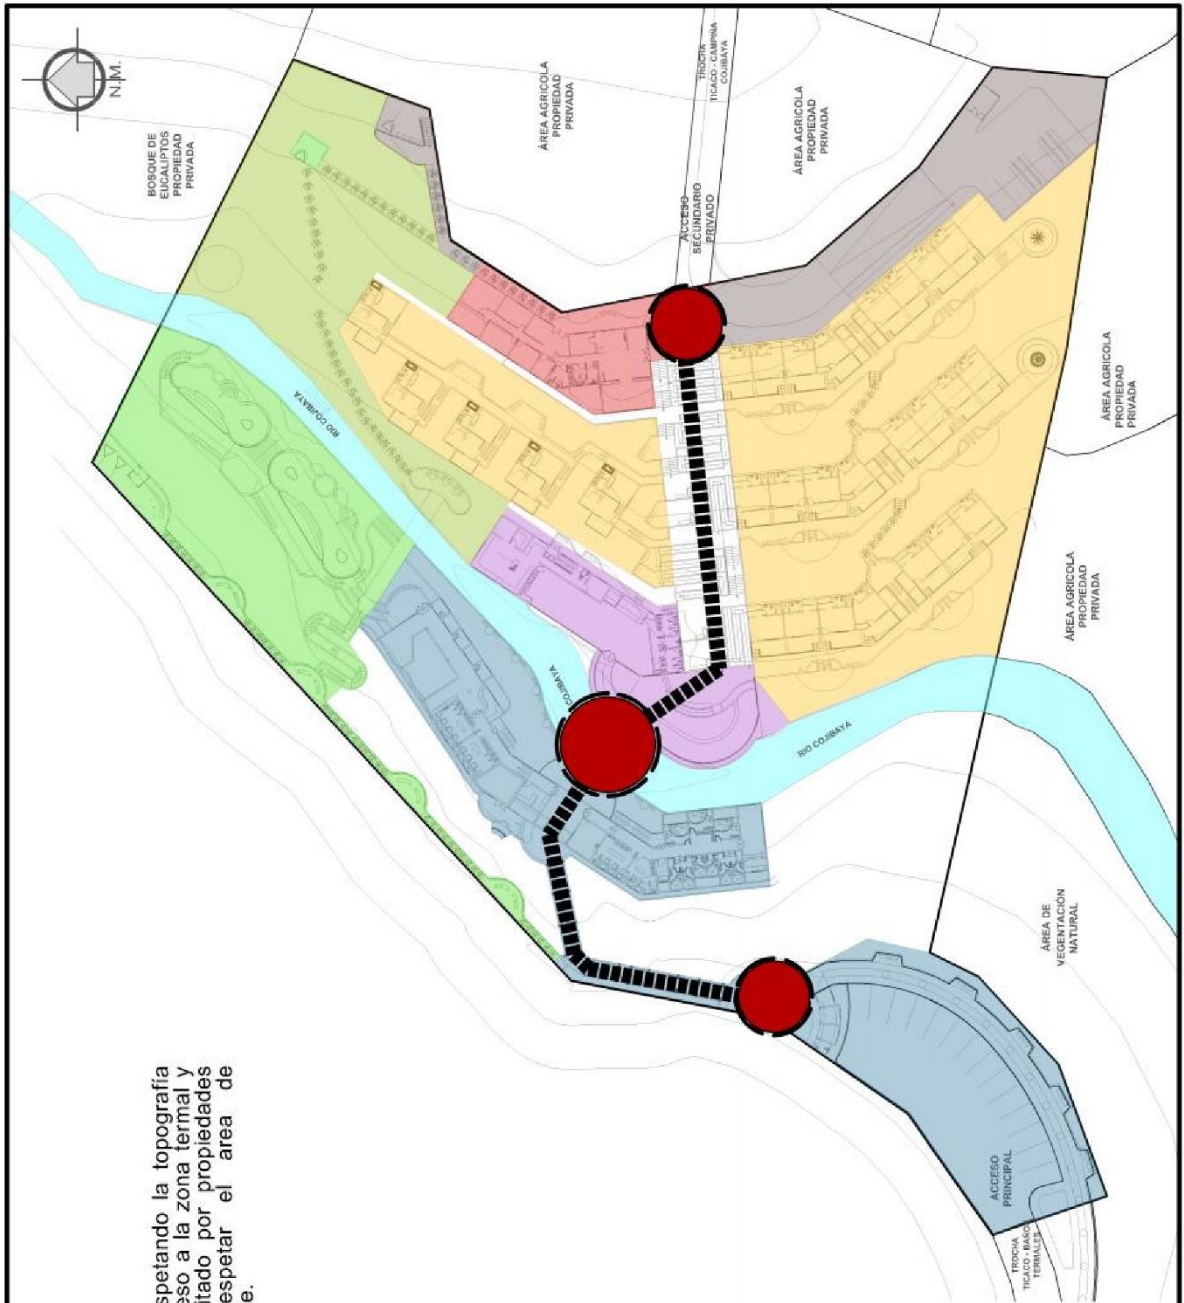 N.M.
BOSQUE DE
EUCALIPTOS
PROPIEDAD
PRIVADA
ÁREA AGRICOLA
PROPIEDAD
PRIVADA
TROCHA
TICACO - CAMPIÑA
COJIBAYA
ÁREA AGRICOLA
PROPIEDAD
PRIVADA
ACCESO
SECUNDARIO
PRIVADO
RIO COJIBAYA
ÁREA AGRICOLA
PROPIEDAD
PRIVADA
ÁREA AGRICOLA
PROPIEDAD
PRIVADA
COJIBAYA
RIO COJIBAYA
ÁREA DE
VEGENTACIÓN
NATURAL
ACCESO
PRINCIPAL
TROCHA
TICACO - BAÑOS
TERMALES
spetando la topografía
eso a la zona termal y
itado por propiedades
espetar el area de
e.